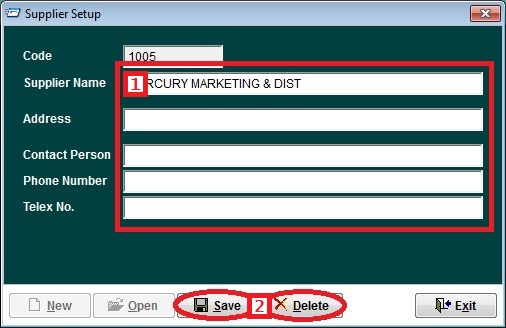 Supplier Setup
Code 1005
Supplier Name 1 RCURY MARKETING & DIST
Address
Contact Person
Phone Number
Telex No.
New Open Save 2 Delete Exit